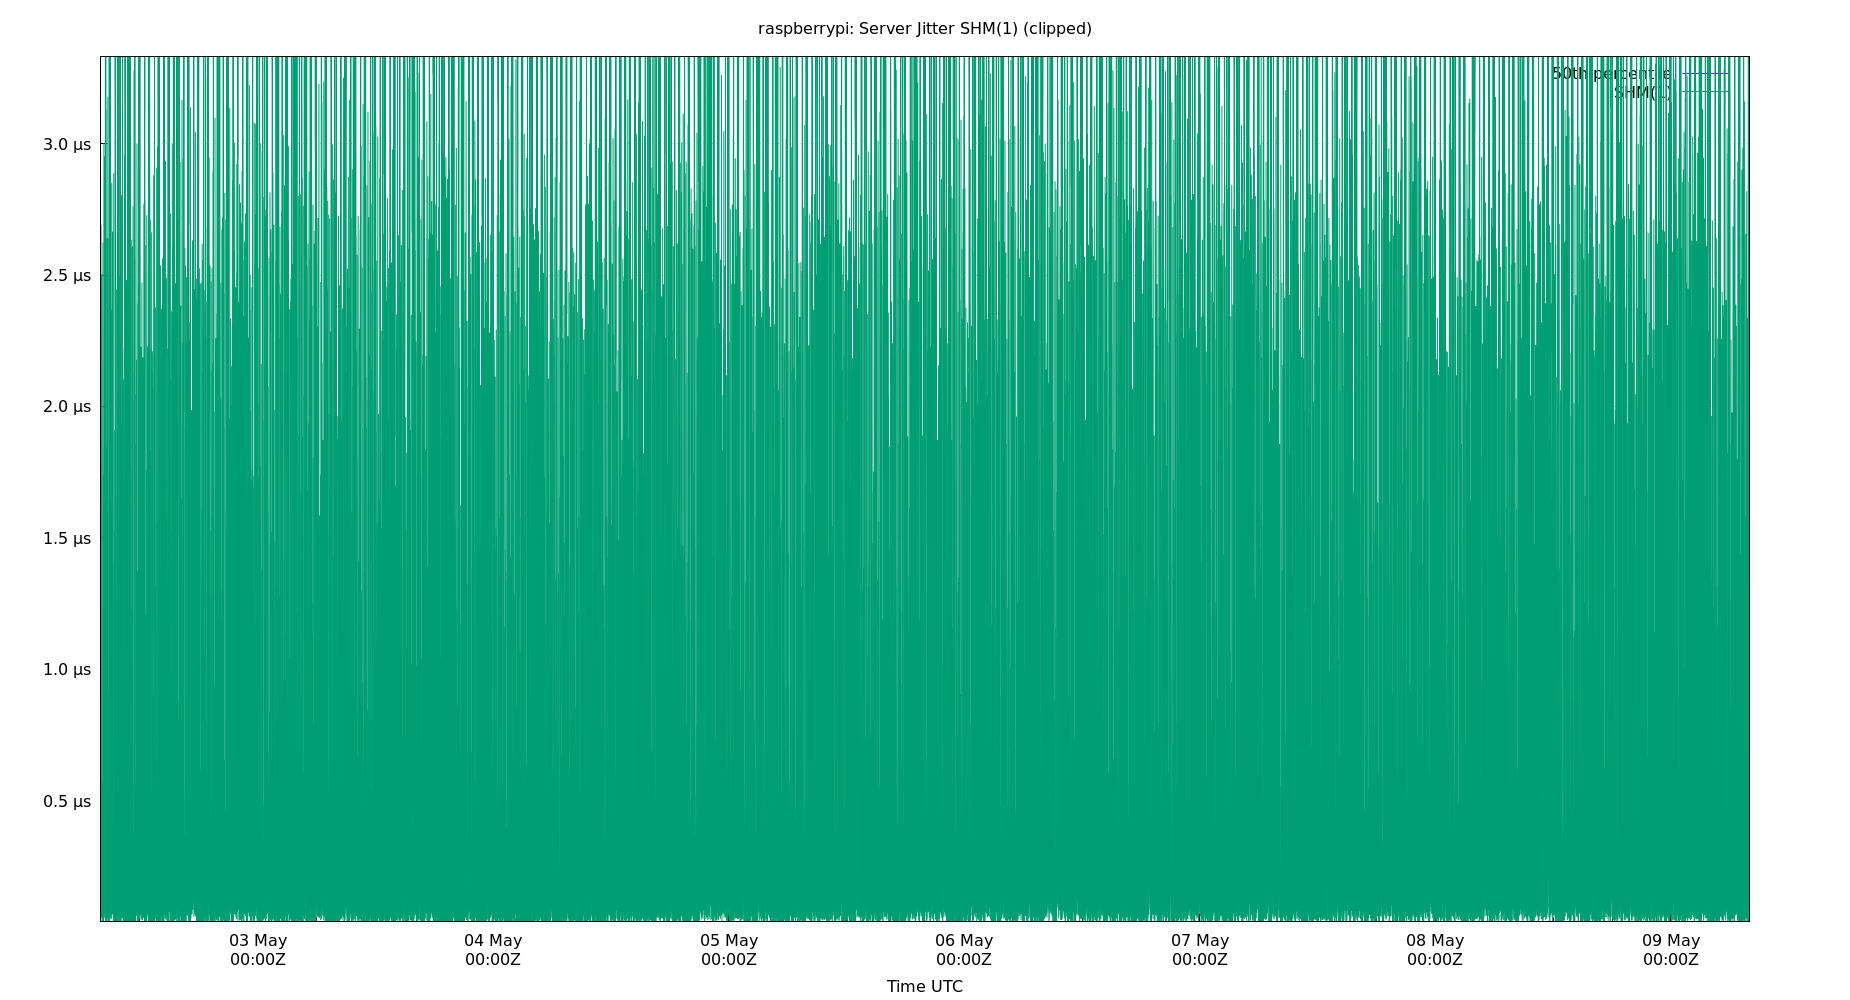 raspberrypi: Server Jitter SHM(1) (clipped)
50th percentile
SHM(1)
3.0 µs
2.5 µs
2.0 µs
1.5 µs
1.0 µs
0.5 µs
03 May 04 May 05 May 06 May 07 May 08 May 09 May
00:00Z 00:00Z 00:00Z 00:00Z 00:00Z 00:00Z 00:00Z
Time UTC